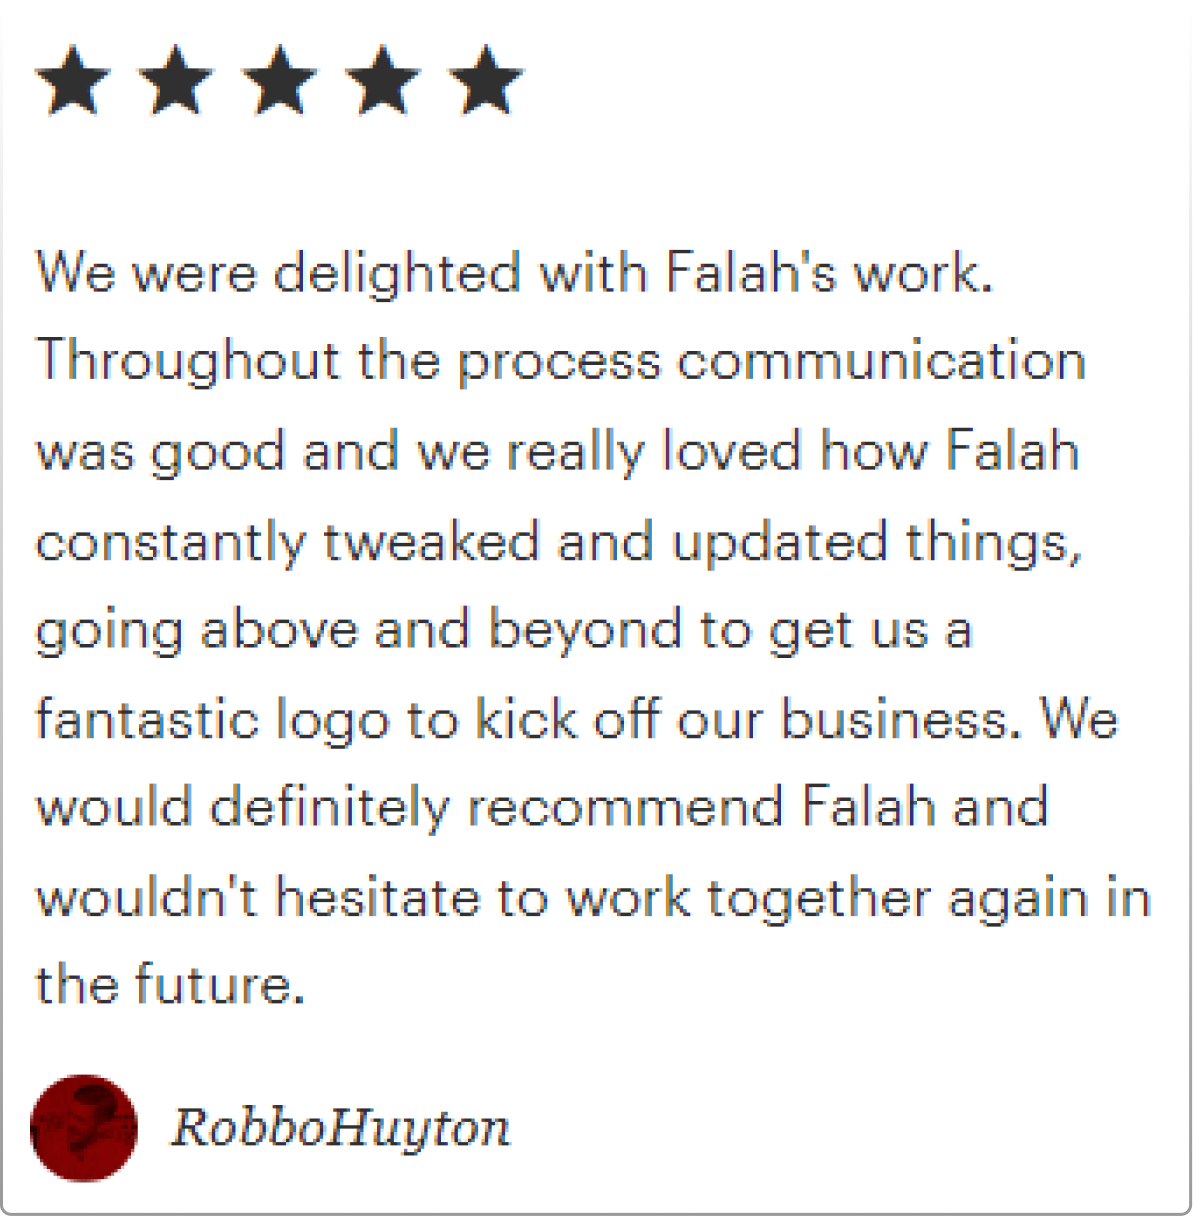 We were delighted with Falah's work.
Throughout the process communication
was good and we really loved how Falah
constantly tweaked and updated things,
going above and beyond to get us a
fantastic logo to kick off our business. We
would definitely recommend Falah and
wouldn't hesitate to work together again in
the future.
RobboHuyton